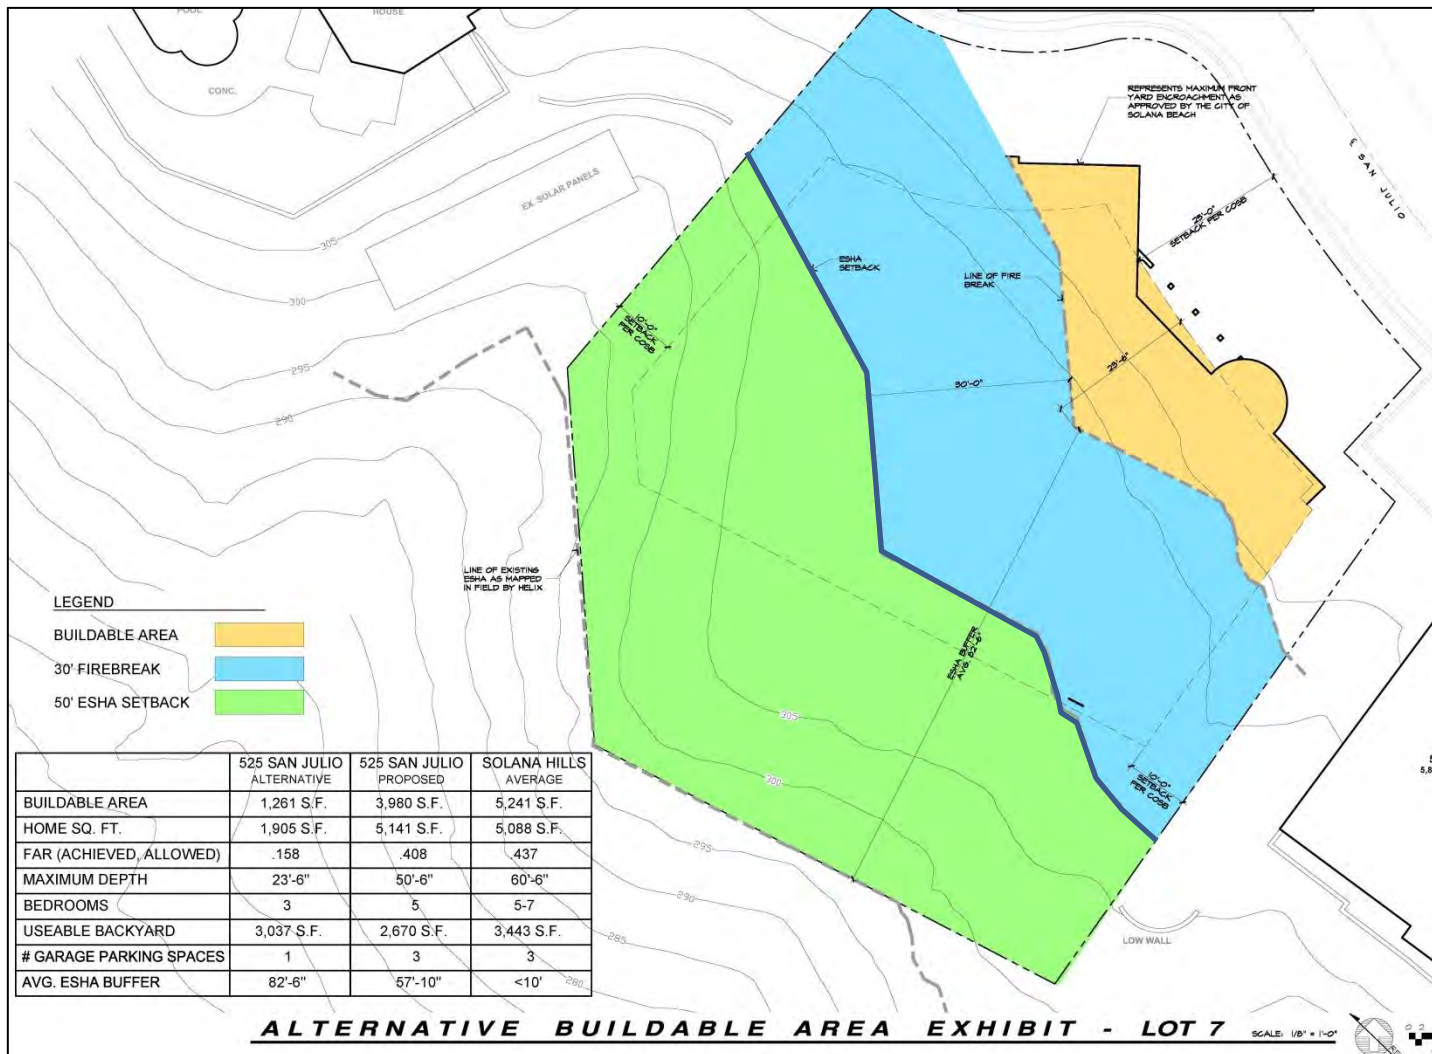 POOL
HOUSE
CONC.
REPRESENTS MAXIMUM FRONT
YARD ENCROACHMENT AS
APPROVED BY THE CITY OF
SOLANA BEACH
SAN JULIO
25'-0"
SETBACK PER COSB
EX SOLAR PANELS
305
300
295
290
ESHA
SETBACK
LINE OF FIRE
BREAK
10'-0"
SETBACK
PER COSB
30'-0"
LINE OF EXISTING
ESHA AS MAPPED
IN FIELD BY HELIX
ESHA BUFFER
AVG. 82'-6"
10'-0"
SETBACK
PER COSB
305
300
295
290
285
280
LOW WALL
LEGEND
BUILDABLE AREA
30' FIREBREAK
50' ESHA SETBACK
525 SAN JULIO ALTERNATIVE 525 SAN JULIO PROPOSED SOLANA HILLS AVERAGE
BUILDABLE AREA 1,261 S.F. 3,980 S.F. 5,241 S.F.
HOME SQ. FT. 1,905 S.F. 5,141 S.F. 5,088 S.F.
FAR (ACHIEVED, ALLOWED) .158 .408 .437
MAXIMUM DEPTH 23'-6" 50'-6" 60'-6"
BEDROOMS 3 5 5-7
USEABLE BACKYARD 3,037 S.F. 2,670 S.F. 3,443 S.F.
# GARAGE PARKING SPACES 1 3 3
AVG. ESHA BUFFER 82'-6" 57'-10" <10'
ALTERNATIVE BUILDABLE AREA EXHIBIT - LOT 7
SCALE: 1/8" = 1'-0"
0 2